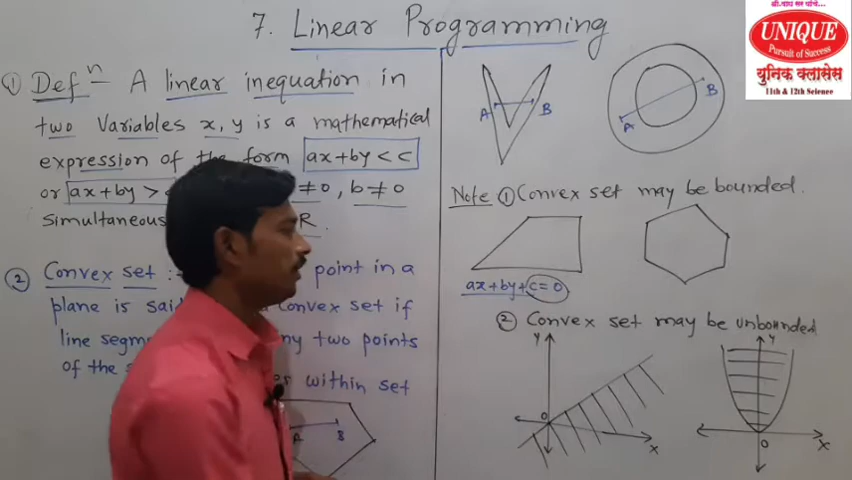 7. Linear Programming
① Defⁿ A linear inequation in
two Variables x, y is a mathematical
expression of the form ax+by < c
or ax+by > ≠0, b≠0
Simultaneous R.
② Convex set :- point in a
plane is said convex set if
line segm any two points
of the within set
A B
A B
A B
Note ① Convex set may be bounded.
ax+by+c=0
② Convex set may be unbounded
Y
O
X
Y
O
X
UNIQUE
Pursuit of Success
युनिक क्लासेस
11th & 12th Science